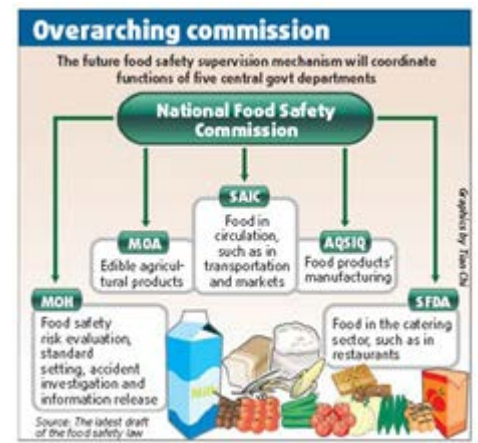 Overarching commission
The future food safety supervision mechanism will coordinate
functions of five central govt departments
National Food Safety
Commission
SAIC
Food in
circulation,
such as in
transportation
and markets
MOA
Edible agricul-
tural products
AQSIQ
Food products'
manufacturing
MOH
Food safety
risk evaluation,
standard
setting, accident
investigation and
information release
SFDA
Food in the catering
sector, such as in
restaurants
Milk
Source: The latest draft
of the food safety law
Graphics by Tian Chi